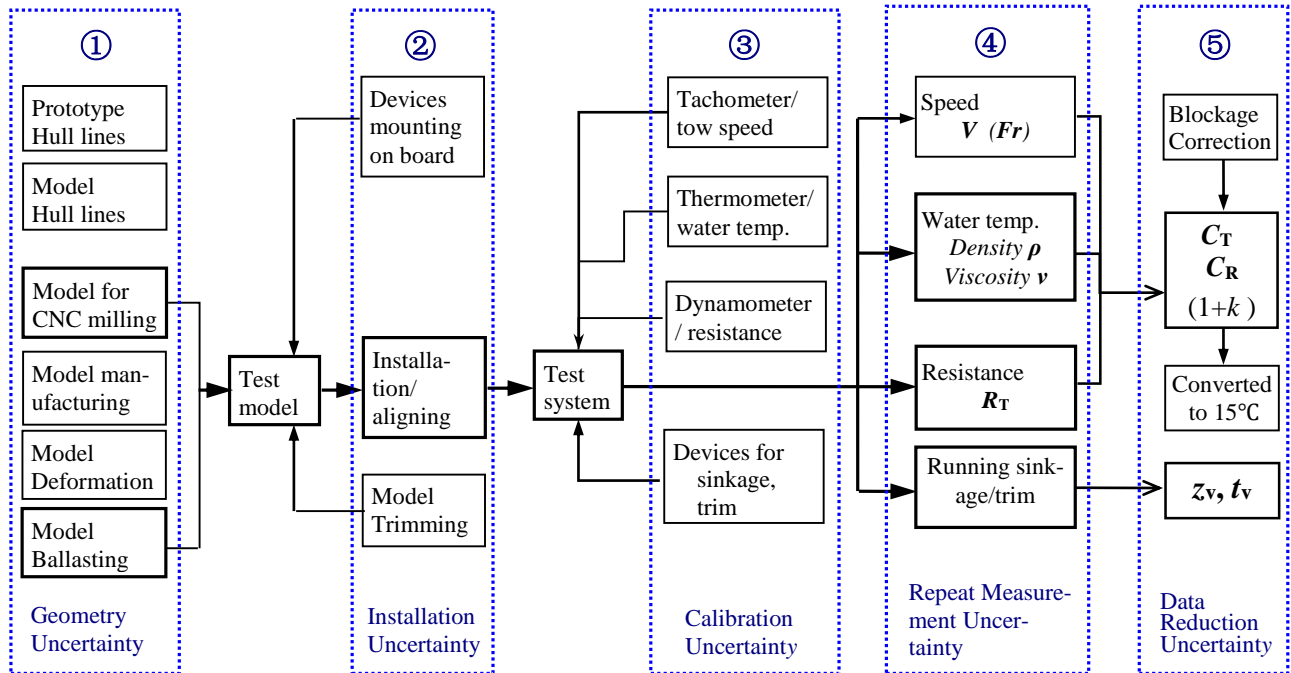 ①
Prototype
Hull lines
Model
Hull lines
Model for
CNC milling
Model man-
ufacturing
Model
Deformation
Model
Ballasting
Geometry
Uncertainty
Test
model
②
Devices
mounting
on board
Installa-
tion/
aligning
Model
Trimming
Installation
Uncertainty
Test
system
③
Tachometer/
tow speed
Thermometer/
water temp.
Dynamometer
/ resistance
Devices for
sinkage,
trim
Calibration
Uncertainty
④
Speed
V (Fr)
Water temp.
Density ρ
Viscosity ν
Resistance
RT
Running sink-
age/trim
Repeat Measure-
ment Uncer-
tainty
⑤
Blockage
Correction
CT
CR
(1+k )
Converted
to 15℃
zv, tv
Data
Reduction
Uncertainty